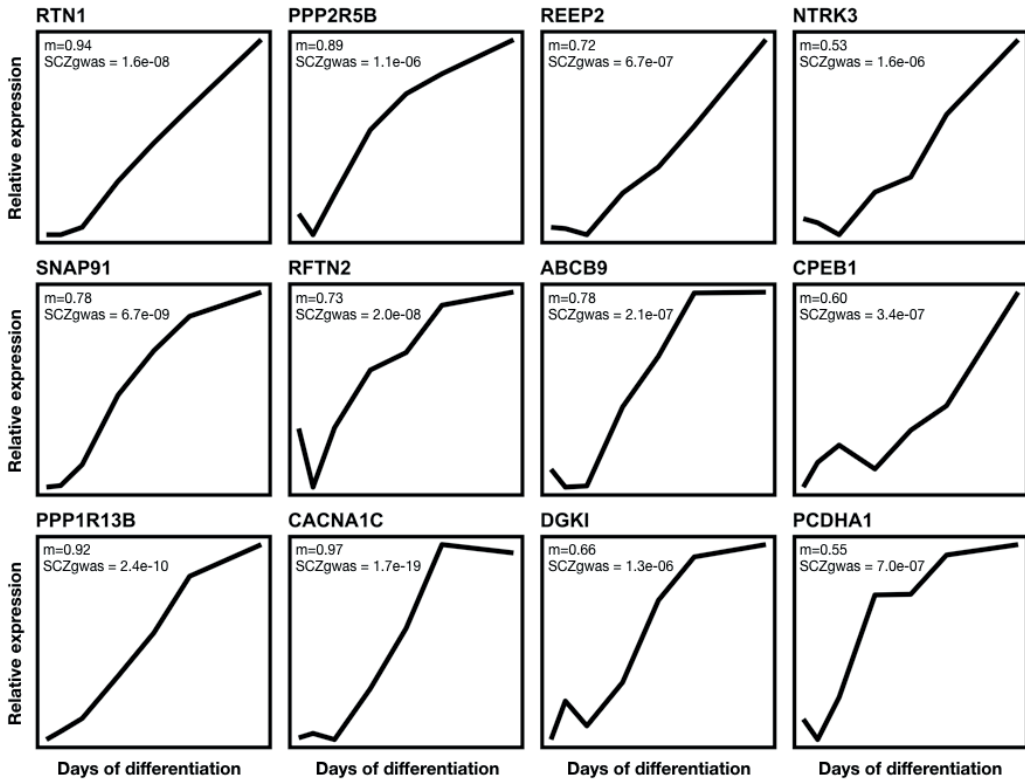 RTN1
m=0.94
SCZgwas = 1.6e-08
PPP2R5B
m=0.89
SCZgwas = 1.1e-06
REEP2
m=0.72
SCZgwas = 6.7e-07
NTRK3
m=0.53
SCZgwas = 1.6e-06
Relative expression
SNAP91
m=0.78
SCZgwas = 6.7e-09
RFTN2
m=0.73
SCZgwas = 2.0e-08
ABCB9
m=0.78
SCZgwas = 2.1e-07
CPEB1
m=0.60
SCZgwas = 3.4e-07
Relative expression
PPP1R13B
m=0.92
SCZgwas = 2.4e-10
CACNA1C
m=0.97
SCZgwas = 1.7e-19
DGKI
m=0.66
SCZgwas = 1.3e-06
PCDHA1
m=0.55
SCZgwas = 7.0e-07
Relative expression
Days of differentiation
Days of differentiation
Days of differentiation
Days of differentiation